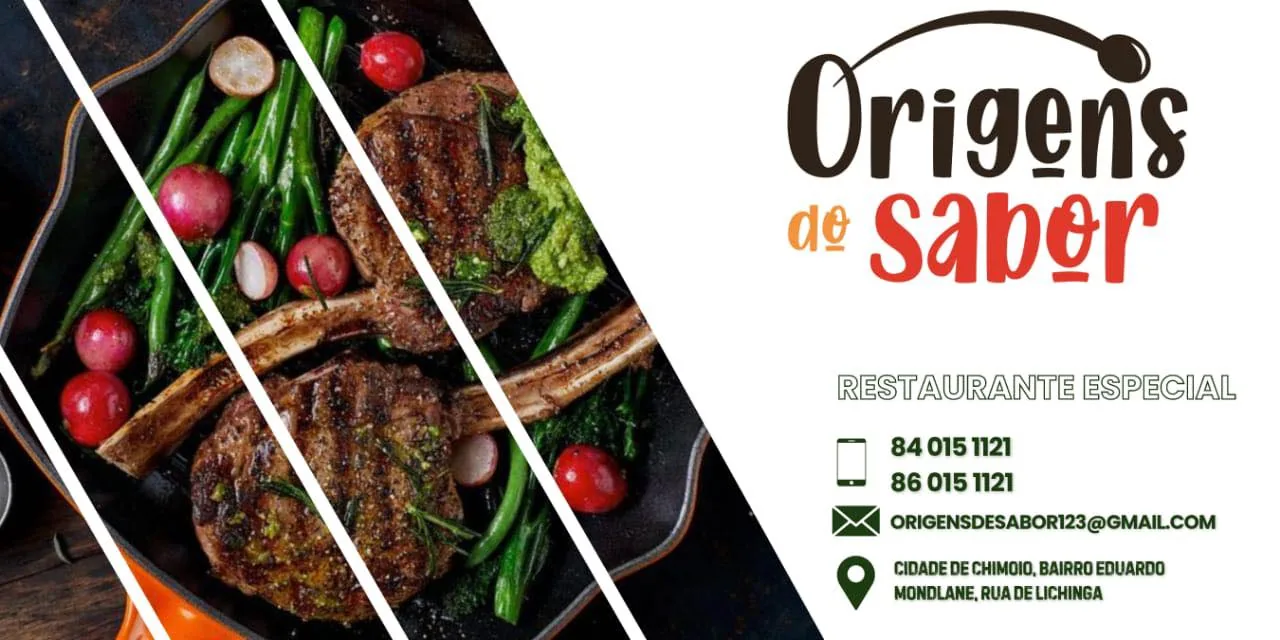 Origens
do sabor
RESTAURANTE ESPECIAL
84 015 1121
86 015 1121
ORIGENSDESABOR123@GMAIL.COM
CIDADE DE CHIMOIO, BAIRRO EDUARDO
MONDLANE, RUA DE LICHINGA